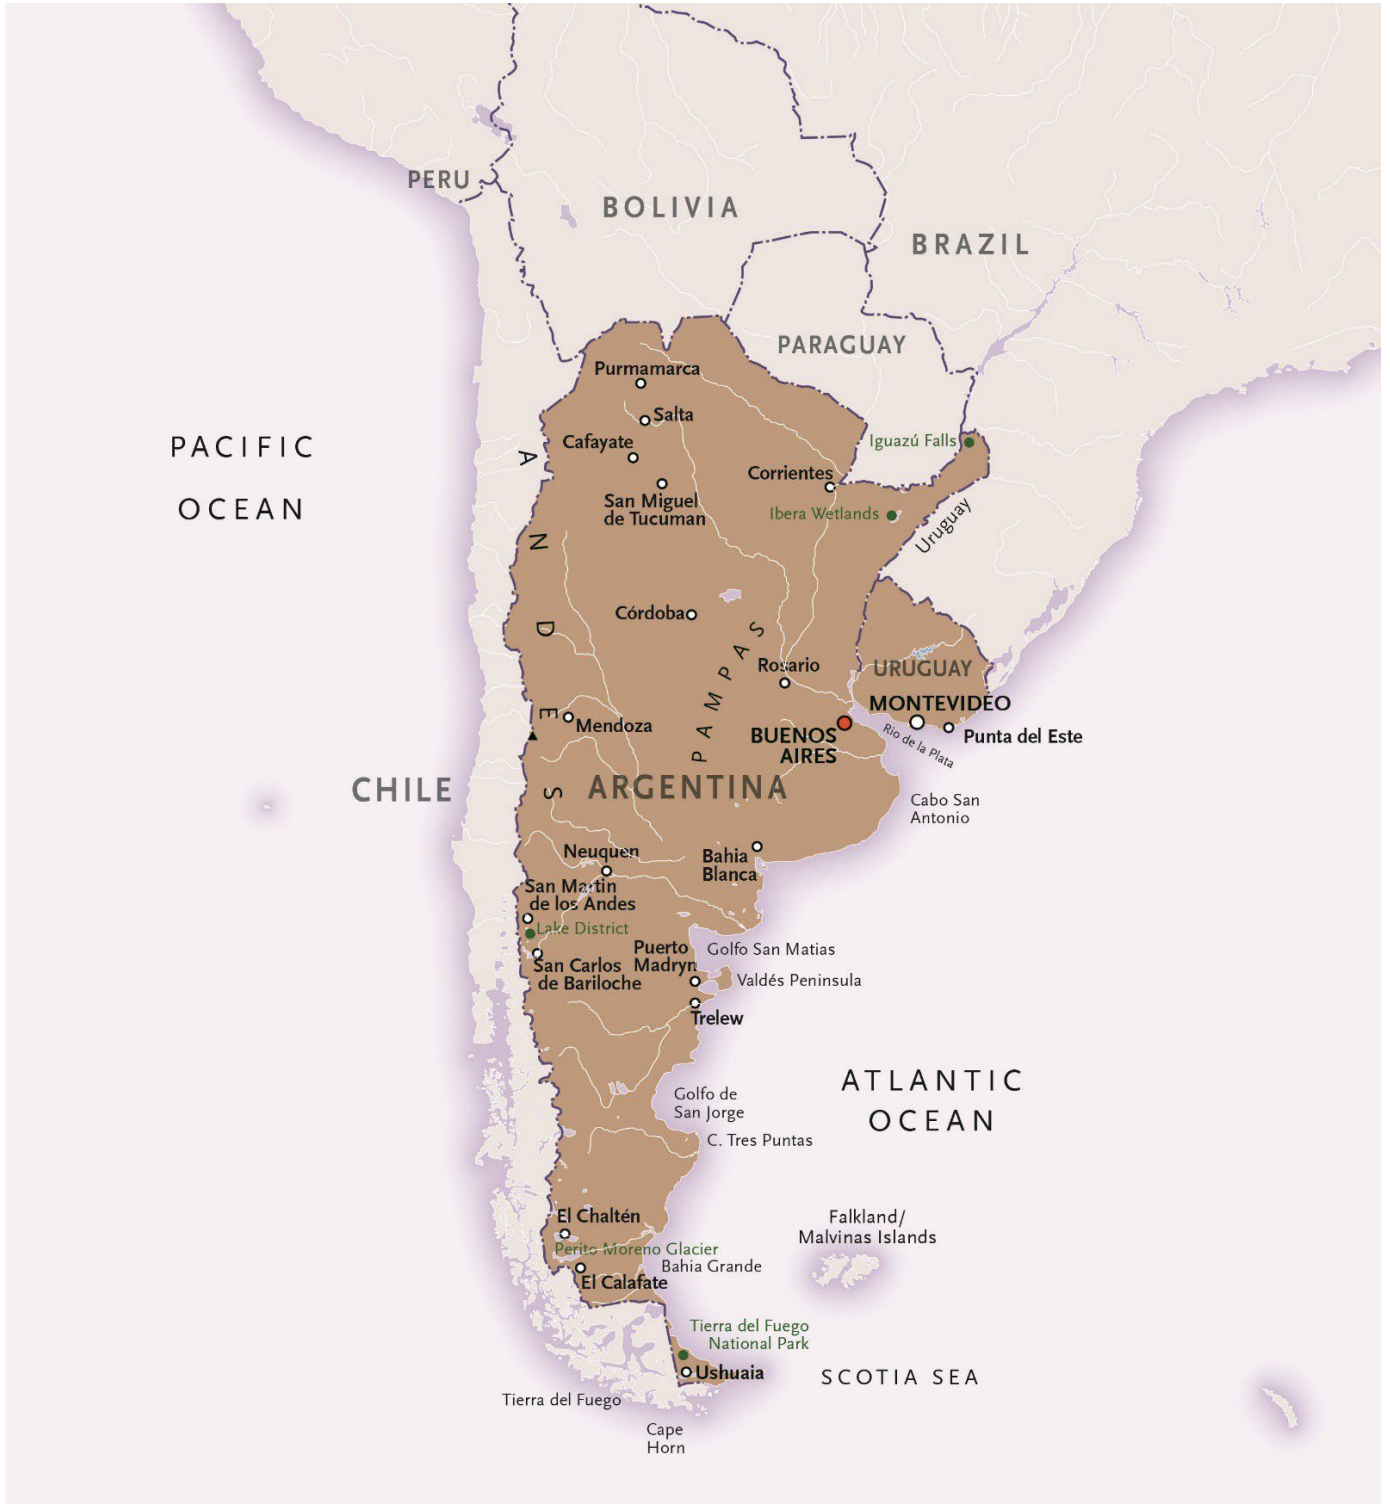 PERU
BOLIVIA
BRAZIL
PARAGUAY
Purmamarca
Salta
Iguazú Falls
Cafayate
PACIFIC
OCEAN
ANDES
Corrientes
San Miguel
de Tucuman
Ibera Wetlands
Uruguay
Córdoba
PAMPAS
Rosario
URUGUAY
MONTEVIDEO
Mendoza
BUENOS
AIRES
Rio de la Plata
Punta del Este
CHILE
ARGENTINA
Cabo San
Antonio
Neuquen
Bahia
Blanca
San Martin
de los Andes
Lake District
Puerto
Madryn
Golfo San Matias
San Carlos
de Bariloche
Valdés Peninsula
Trelew
ATLANTIC
OCEAN
Golfo de
San Jorge
C. Tres Puntas
El Chaltén
Falkland/
Malvinas Islands
Perito Moreno Glacier
Bahia Grande
El Calafate
Tierra del Fuego
National Park
Ushuaia
SCOTIA SEA
Tierra del Fuego
Cape
Horn